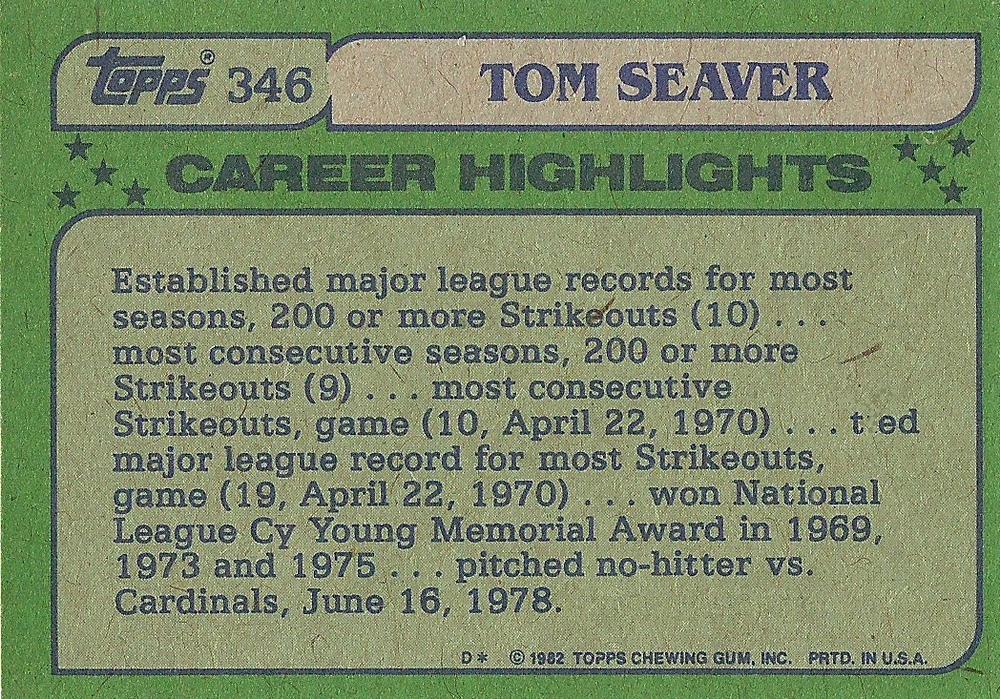 Topps® 346 TOM SEAVER
CAREER HIGHLIGHTS
Established major league records for most
seasons, 200 or more Strikeouts (10) . . .
most consecutive seasons, 200 or more
Strikeouts (9) . . . most consecutive
Strikeouts, game (10, April 22, 1970) . . . t ed
major league record for most Strikeouts,
game (19, April 22, 1970) . . . won National
League Cy Young Memorial Award in 1969,
1973 and 1975 . . . pitched no-hitter vs.
Cardinals, June 16, 1978.
D* © 1982 TOPPS CHEWING GUM, INC. PRTD. IN U.S.A.